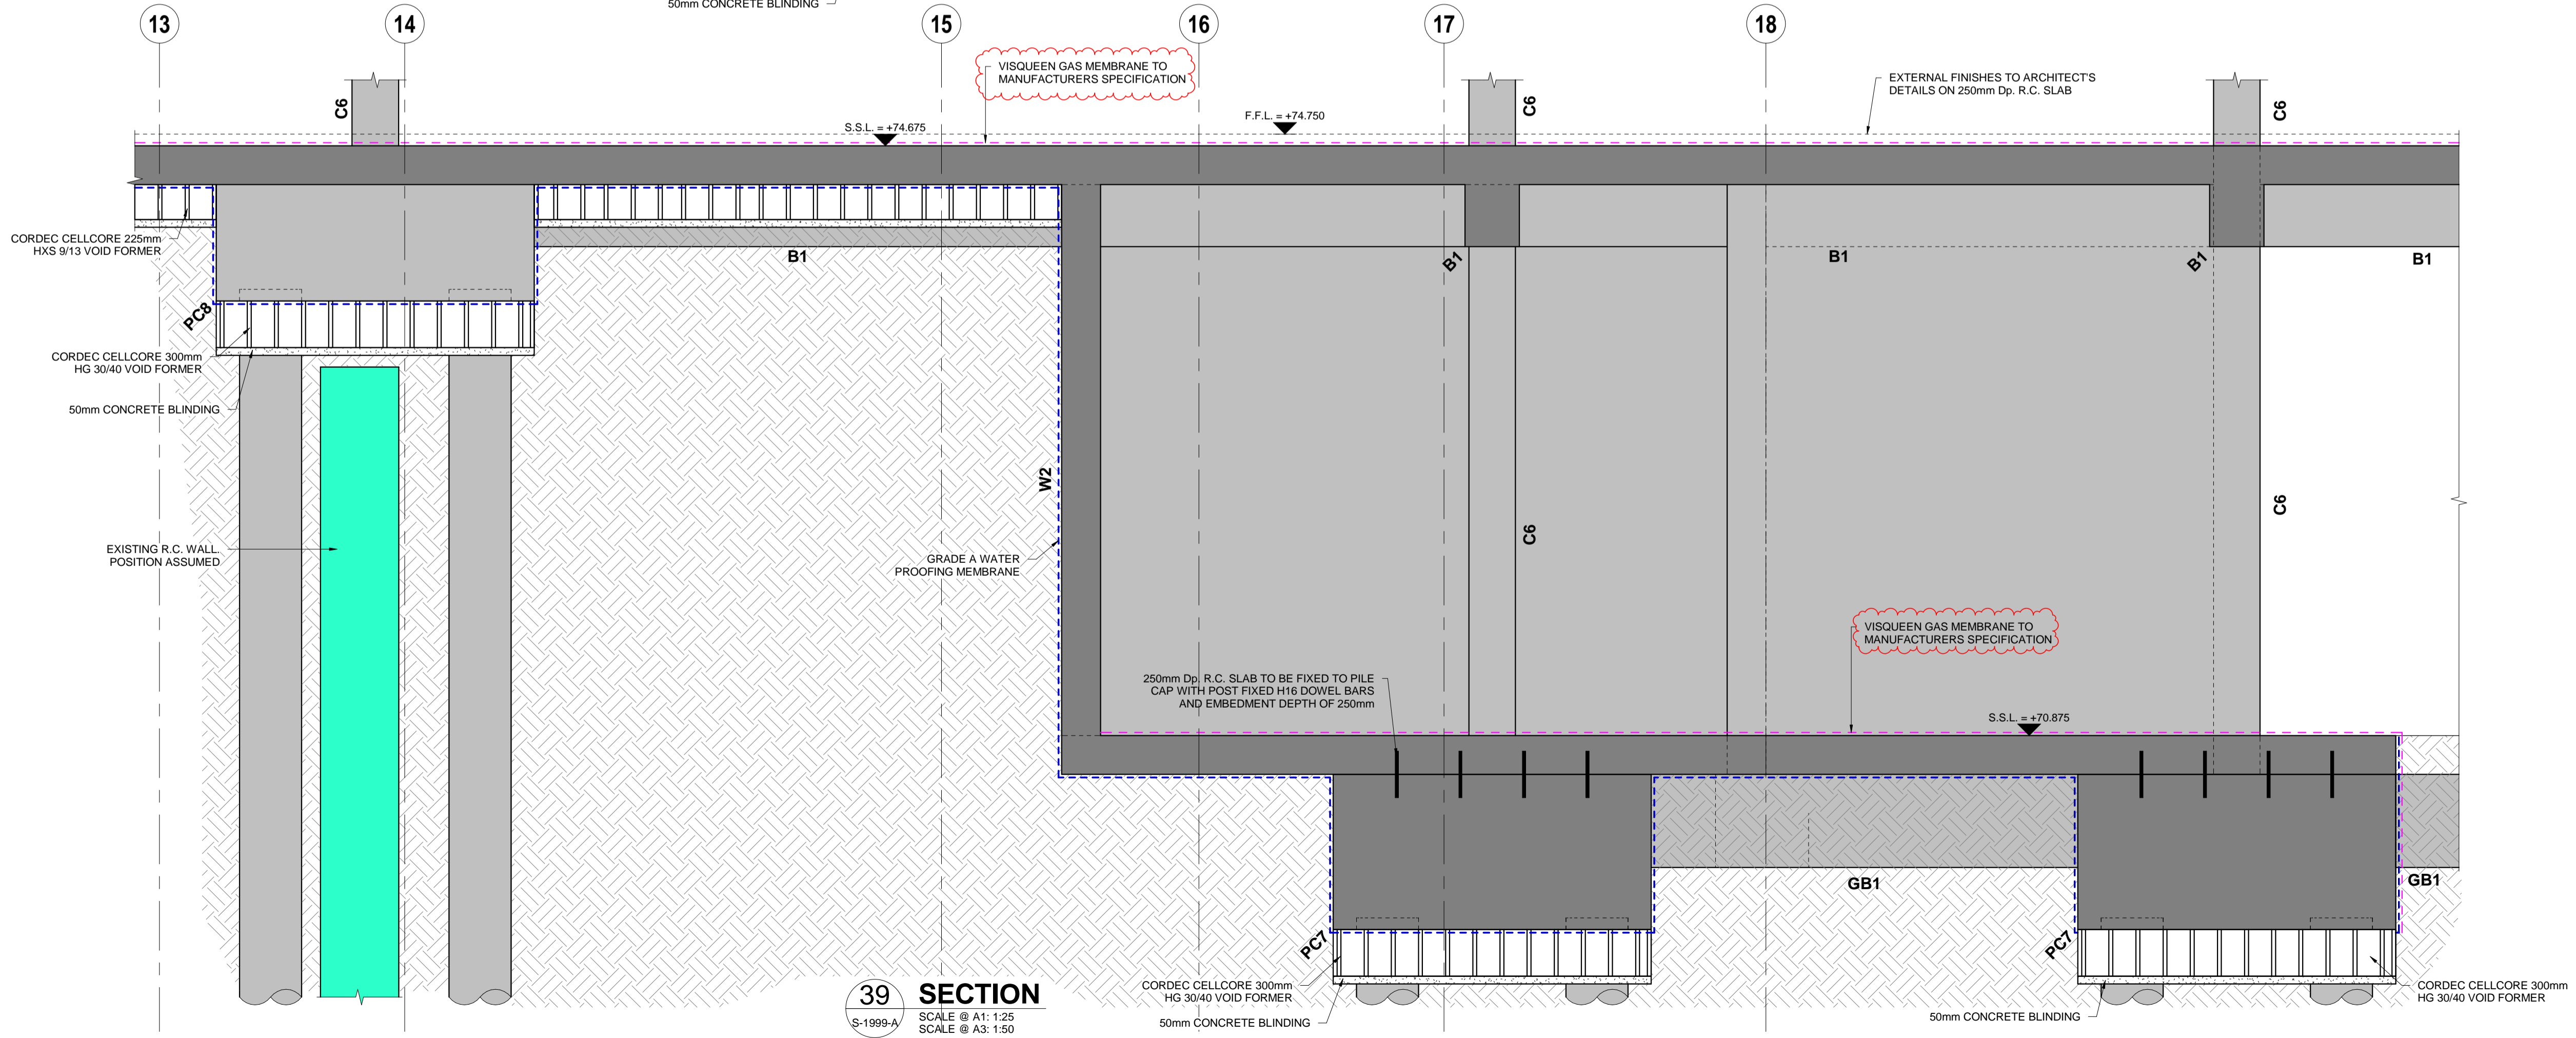 50mm CONCRETE BLINDING
13
14
15
16
17
18
VISQUEEN GAS MEMBRANE TO
MANUFACTURERS SPECIFICATION
EXTERNAL FINISHES TO ARCHITECT'S
DETAILS ON 250mm Dp. R.C. SLAB
C6
C6
C6
S.S.L. = +74.675
F.F.L. = +74.750
CORDEC CELLCORE 225mm
HXS 9/13 VOID FORMER
B1
B1
B1
B1
B1
PC8
CORDEC CELLCORE 300mm
HG 30/40 VOID FORMER
50mm CONCRETE BLINDING
W2
C6
C6
EXISTING R.C. WALL.
POSITION ASSUMED
GRADE A WATER
PROOFING MEMBRANE
VISQUEEN GAS MEMBRANE TO
MANUFACTURERS SPECIFICATION
250mm Dp. R.C. SLAB TO BE FIXED TO PILE
CAP WITH POST FIXED H16 DOWEL BARS
AND EMBEDMENT DEPTH OF 250mm
S.S.L. = +70.875
GB1
GB1
PC7
PC7
CORDEC CELLCORE 300mm
HG 30/40 VOID FORMER
50mm CONCRETE BLINDING
50mm CONCRETE BLINDING
CORDEC CELLCORE 300mm
HG 30/40 VOID FORMER
39
S-1999-A
SECTION
SCALE @ A1: 1:25
SCALE @ A3: 1:50